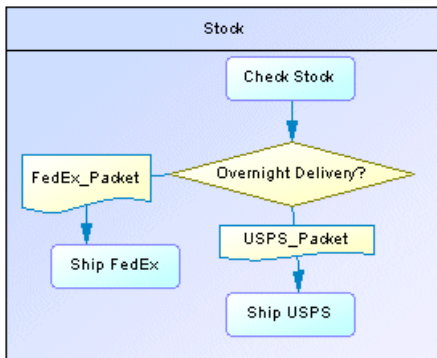 Stock
Check Stock
Overnight Delivery?
FedEx_Packet
USPS_Packet
Ship FedEx
Ship USPS